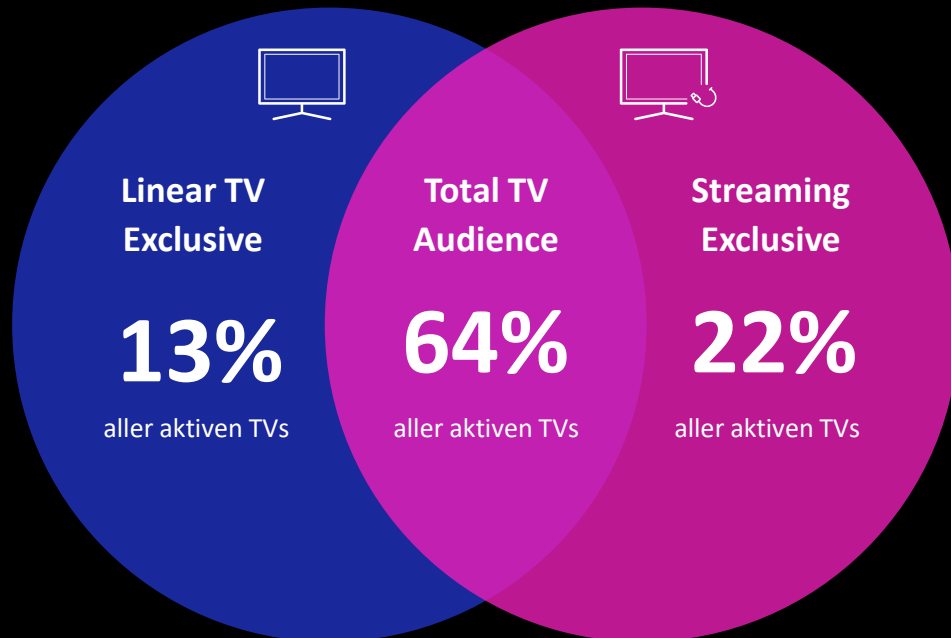 Linear TV
Exclusive
13%
aller aktiven TVs
Total TV
Audience
64%
aller aktiven TVs
Streaming
Exclusive
22%
aller aktiven TVs